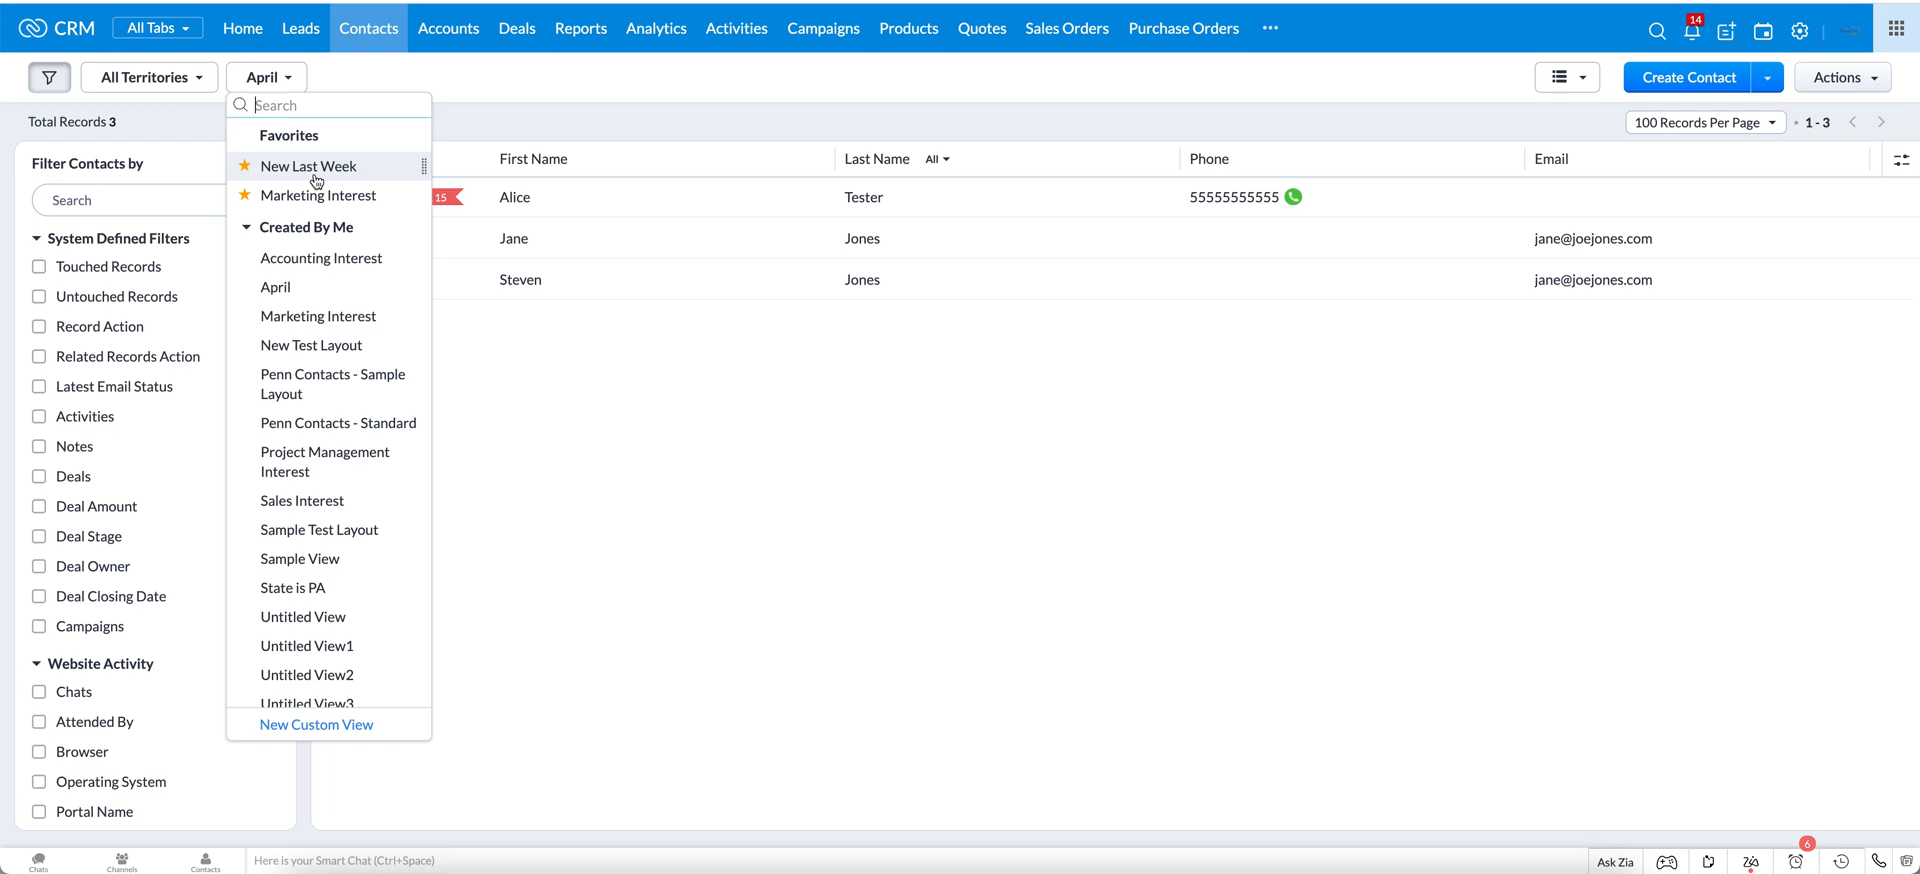 CRM
All Tabs
Home
Leads
Contacts
Accounts
Deals
Reports
Analytics
Activities
Campaigns
Products
Quotes
Sales Orders
Purchase Orders
14
All Territories
April
Create Contact
Actions
Total Records 3
100 Records Per Page
1 - 3
Filter Contacts by
Search
System Defined Filters
Touched Records
Untouched Records
Record Action
Related Records Action
Latest Email Status
Activities
Notes
Deals
Deal Amount
Deal Stage
Deal Owner
Deal Closing Date
Campaigns
Website Activity
Chats
Attended By
Browser
Operating System
Portal Name
Search
Favorites
New Last Week
Marketing Interest
Created By Me
Accounting Interest
April
Marketing Interest
New Test Layout
Penn Contacts - Sample
Layout
Penn Contacts - Standard
Project Management
Interest
Sales Interest
Sample Test Layout
Sample View
State is PA
Untitled View
Untitled View1
Untitled View2
Untitled View3
New Custom View
First Name
Last Name
All
Phone
Email
15
Alice
Tester
55555555555
Jane
Jones
jane@joejones.com
Steven
Jones
jane@joejones.com
Chats
Channels
Contacts
Here is your Smart Chat (Ctrl+Space)
Ask Zia
6